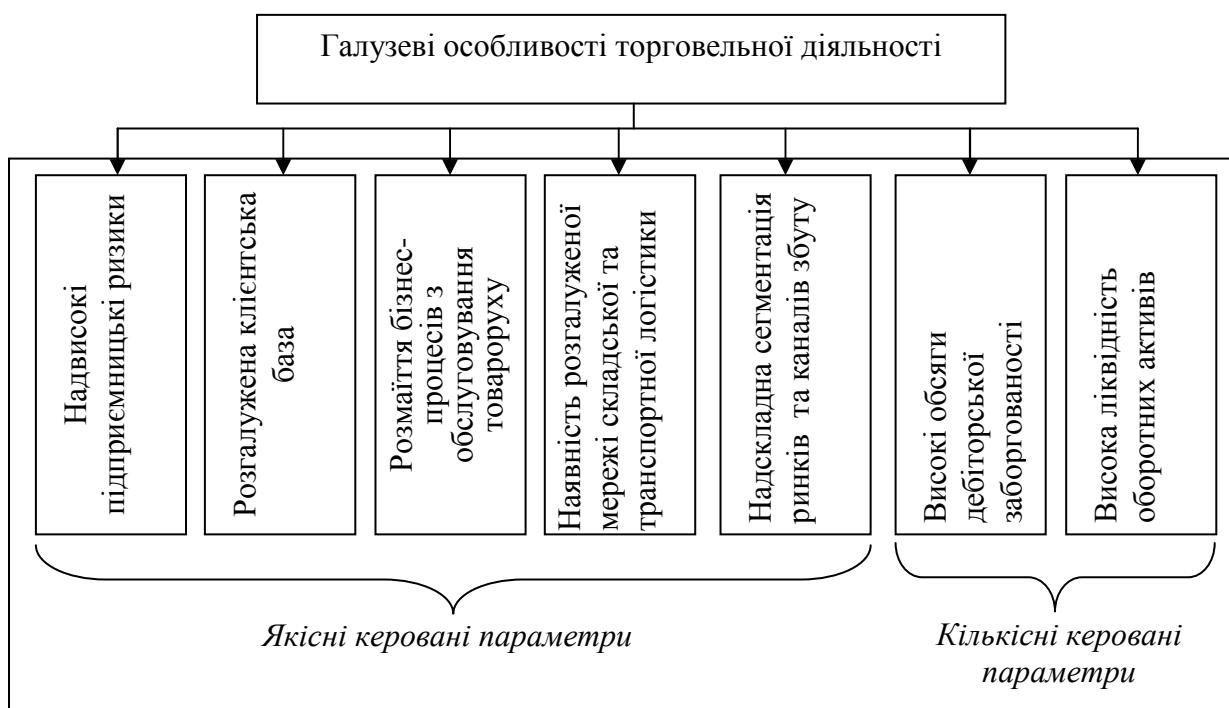 Галузеві особливості торговельної діяльності
Надвисокі
підприємницькі ризики
Розгалужена клієнтська
база
Розмаїття бізнес-
процесів з
обслуговування
товароруху
Наявність розгалуженої
мережі складської та
транспортної логістики
Надскладна сегментація
ринків та каналів збуту
Високі обсяги
дебіторської
заборгованості
Висока ліквідність
оборотних активів
Якісні керовані параметри
Кількісні керовані
параметри